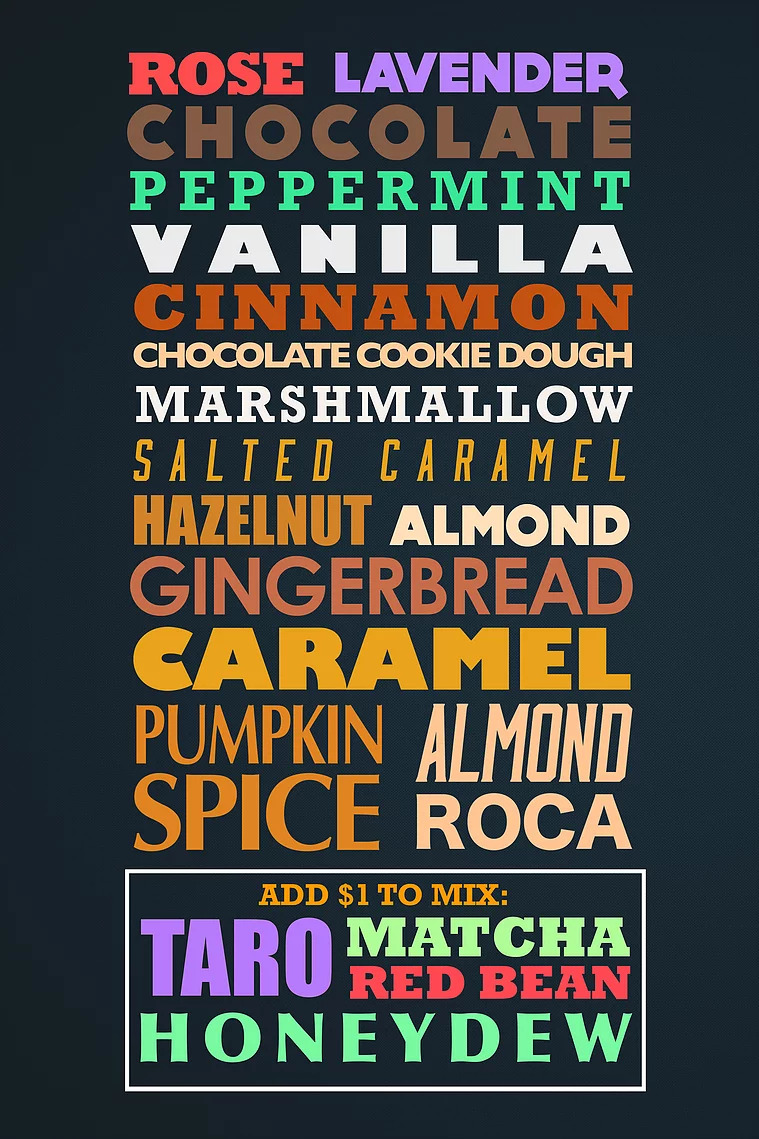 ROSE LAVENDER
CHOCOLATE
PEPPERMINT
VANILLA
CINNAMON
CHOCOLATE COOKIE DOUGH
MARSHMALLOW
SALTED CARAMEL
HAZELNUT ALMOND
GINGERBREAD
CARAMEL
PUMPKIN
SPICE
ALMOND
ROCA
ADD $1 TO MIX:
TARO
MATCHA
RED BEAN
HONEYDEW